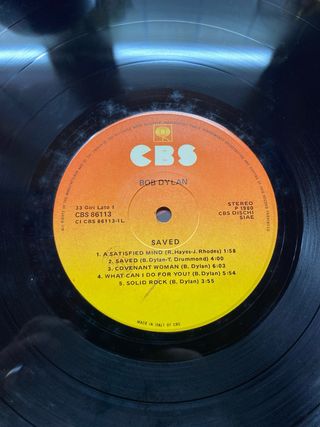 CBS
BOB DYLAN
33 Giri Lato 1
CBS 86113
CI CBS 86113-1L
STEREO
P 1980
CBS DISCHI
SIAE
SAVED
1. A SATISFIED MIND (R. Hayes-J. Rhodes) 1:58
2. SAVED (B. Dylan-T. Drummond) 4:00
3. COVENANT WOMAN (B. Dylan) 6:02
4. WHAT CAN I DO FOR YOU? (B. Dylan) 5:54
5. SOLID ROCK (B. Dylan) 3:55
MADE IN ITALY BY CBS